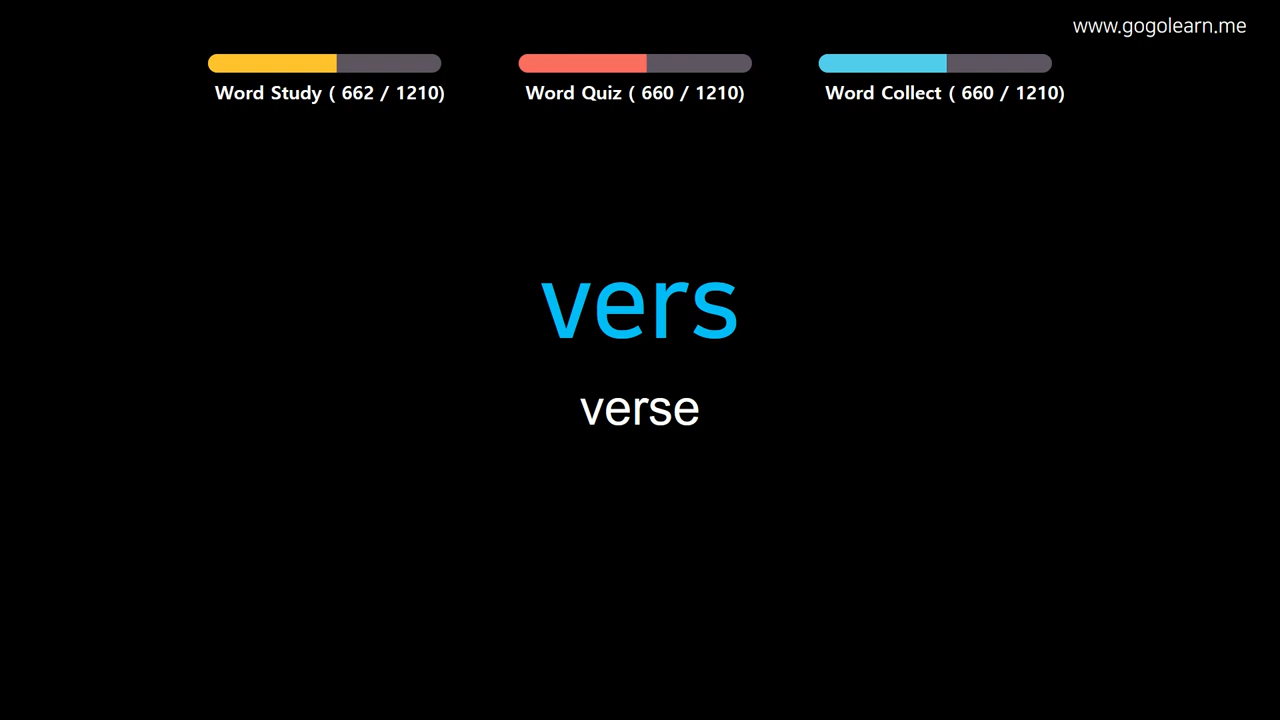 www.gogolearn.me
Word Study ( 662 / 1210)
Word Quiz ( 660 / 1210)
Word Collect ( 660 / 1210)
vers
verse